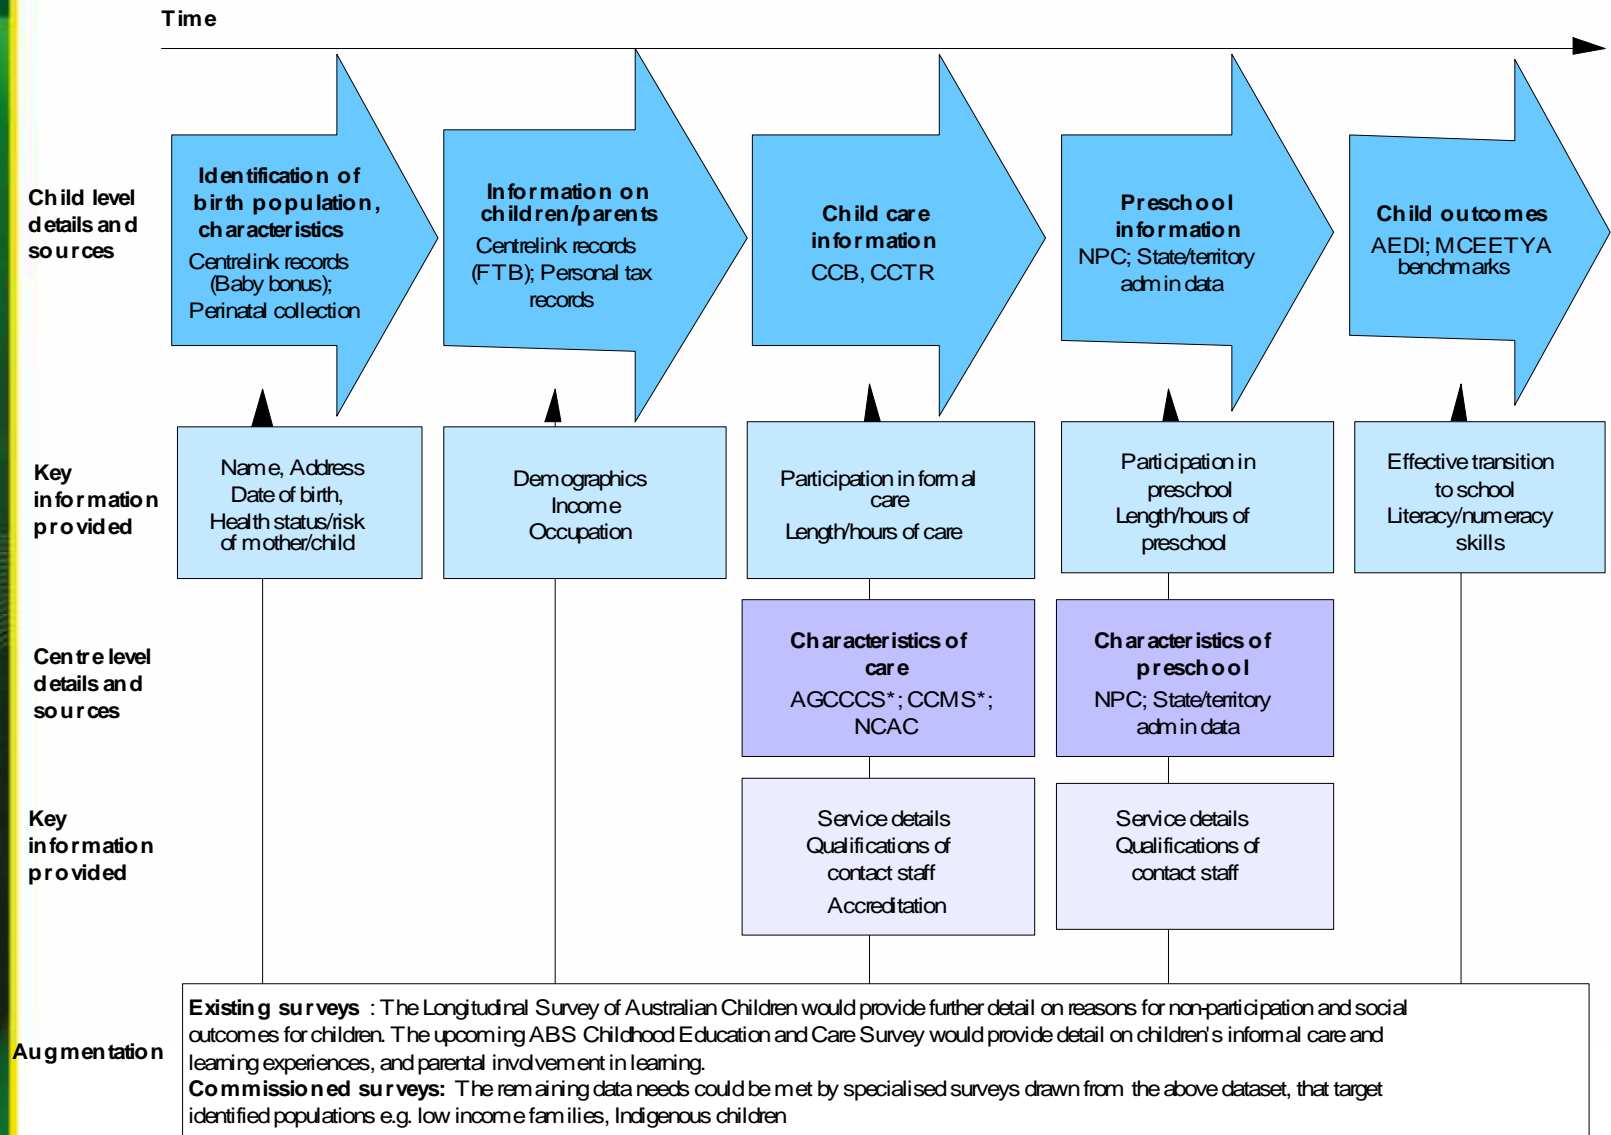 Time
Child level
details and
sources
Identification of
birth population,
characteristics
Centrelink records
(Baby bonus);
Perinatal collection
Information on
children/parents
Centrelink records
(FTB); Personal tax
records
Child care
information
CCB, CCTR
Preschool
information
NPC; State/territory
admin data
Child outcomes
AEDI; MCEETYA
benchmarks
Key
information
provided
Name, Address
Date of birth,
Health status/risk
of mother/child
Demographics
Income
Occupation
Participation in formal
care
Length/hours of care
Participation in
preschool
Length/hours of
preschool
Effective transition
to school
Literacy/numeracy
skills
Centre level
details and
sources
Characteristics of
care
AGCCCS*; CCMS*;
NCAC
Characteristics of
preschool
NPC; State/territory
admin data
Key
information
provided
Service details
Qualifications of
contact staff
Accreditation
Service details
Qualifications of
contact staff
Augmentation
Existing surveys : The Longitudinal Survey of Australian Children would provide further detail on reasons for non-participation and social
outcomes for children. The upcoming ABS Childhood Education and Care Survey would provide detail on children's informal care and
learning experiences, and parental involvement in learning.
Commissioned surveys: The remaining data needs could be met by specialised surveys drawn from the above dataset, that target
identified populations e.g. low income families, Indigenous children